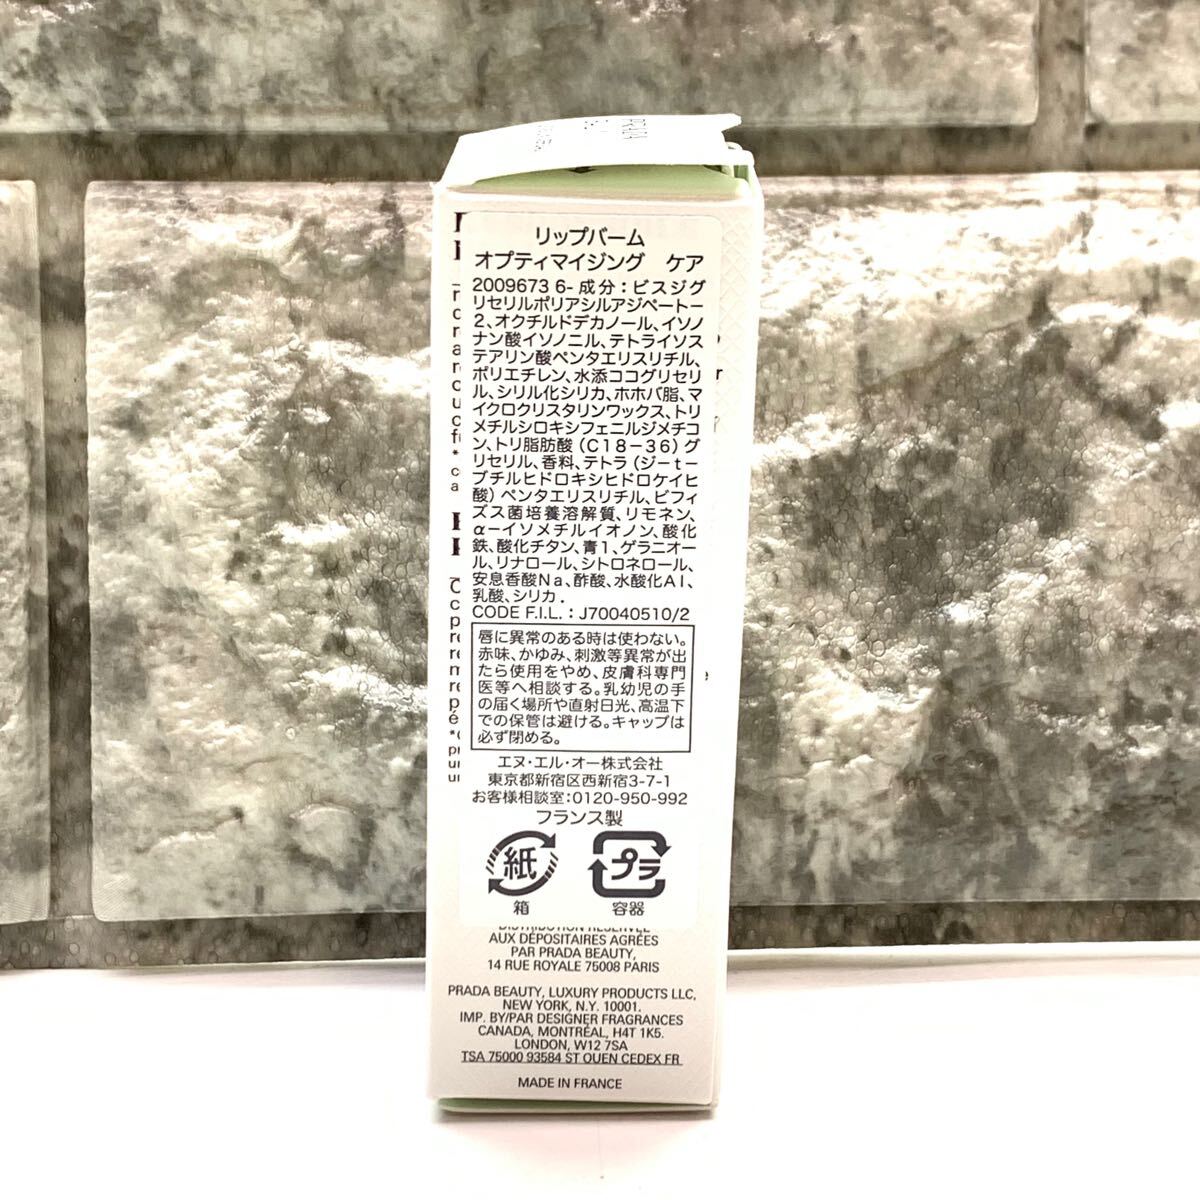 PRADA
リップバーム
オプティマイジング　ケア
2009673 6- 成分：ビスジグ
リセリルポリアシルアジペートー
2、オクチルドデカノール、イソノ
ナン酸イソノニル、テトライソス
テアリン酸ペンタエリスリチル、
ポリエチレン、水添ココグリセリ
ル、シリル化シリカ、ホホバ脂、マ
イクロクリスタリンワックス、トリ
メチルシロキシフェニルジメチコ
ン、トリ脂肪酸（C18－36）グ
リセリル、香料、テトラ（ジーtー
ブチルヒドロキシヒドロケイヒ
酸）ペンタエリスリチル、ビフィ
ズス菌培養溶解質、リモネン、
α－イソメチルイオノン、酸化
鉄、酸化チタン、青1、ゲラニオー
ル、リナロール、シトロネロール、
安息香酸Na、酢酸、水酸化Al、
乳酸、シリカ．
CODE F.I.L. : J70040510/2
唇に異常のある時は使わない。
赤味、かゆみ、刺激等異常が出
たら使用をやめ、皮膚科専門
医等へ相談する。乳幼児の手
の届く場所や直射日光、高温下
での保管は避ける。キャップは
必ず閉める。
エヌ・エル・オー株式会社
東京都新宿区西新宿3-7-1
お客様相談室：0120-950-992
フランス製
紙 プラ
箱 容器
DISTRIBUTION RÉSERVÉE
AUX DÉPOSITAIRES AGRÉÉS
PAR PRADA BEAUTY,
14 RUE ROYALE 75008 PARIS
PRADA BEAUTY, LUXURY PRODUCTS LLC,
NEW YORK, N.Y. 10001.
IMP. BY/PAR DESIGNER FRAGRANCES
CANADA, MONTRÉAL, H4T 1K5.
LONDON, W12 7SA
TSA 75000 93584 ST OUEN CEDEX FR
MADE IN FRANCE